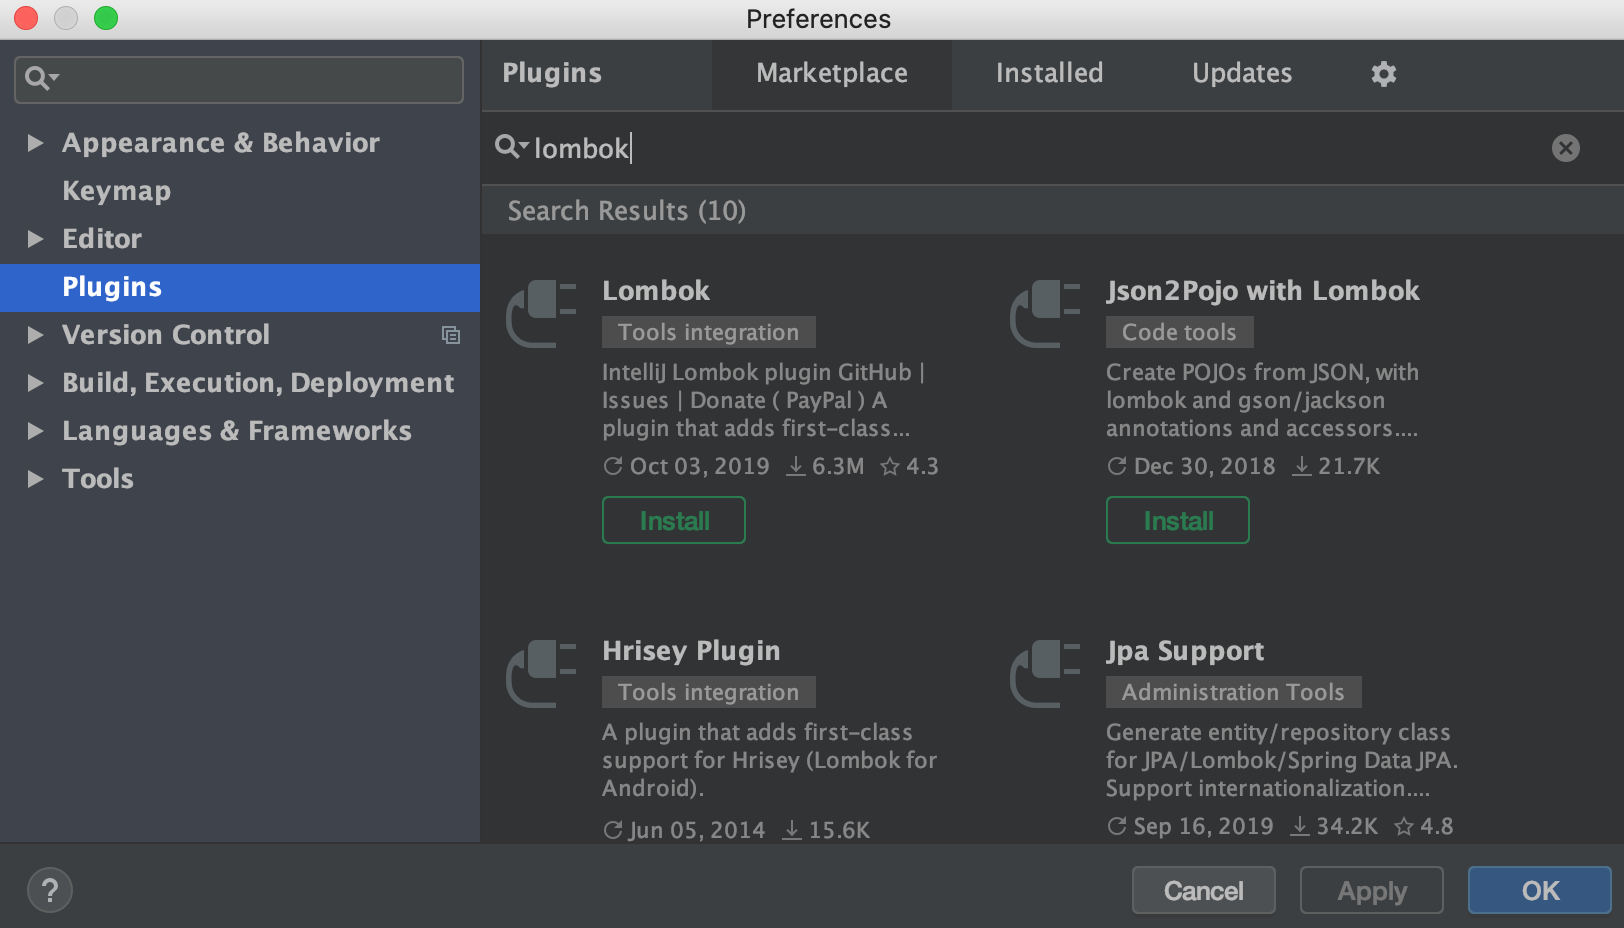 Preferences
Plugins Marketplace Installed Updates
lombok
Search Results (10)
Appearance & Behavior
Keymap
Editor
Plugins
Version Control
Build, Execution, Deployment
Languages & Frameworks
Tools
Lombok
Tools integration
IntelliJ Lombok plugin GitHub |
Issues | Donate ( PayPal ) A
plugin that adds first-class...
Oct 03, 2019 6.3M 4.3
Install
Json2Pojo with Lombok
Code tools
Create POJOs from JSON, with
lombok and gson/jackson
annotations and accessors....
Dec 30, 2018 21.7K
Install
Hrisey Plugin
Tools integration
A plugin that adds first-class
support for Hrisey (Lombok for
Android).
Jun 05, 2014 15.6K
Jpa Support
Administration Tools
Generate entity/repository class
for JPA/Lombok/Spring Data JPA.
Support internationalization....
Sep 16, 2019 34.2K 4.8
?
Cancel Apply OK